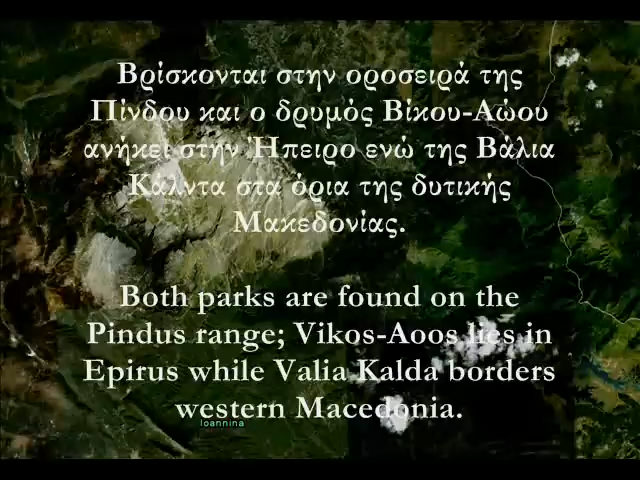 Βρίσκονται στην οροσειρά της
Πίνδου και ο δρυμός Βίκου-Αώου
ανήκει στην Ήπειρο ενώ της Βάλια
Κάλντα στα όρια της δυτικής
Μακεδονίας.
Both parks are found on the
Pindus range; Vikos-Aoos lies in
Epirus while Valia Kalda borders
western Macedonia.
Ioannina